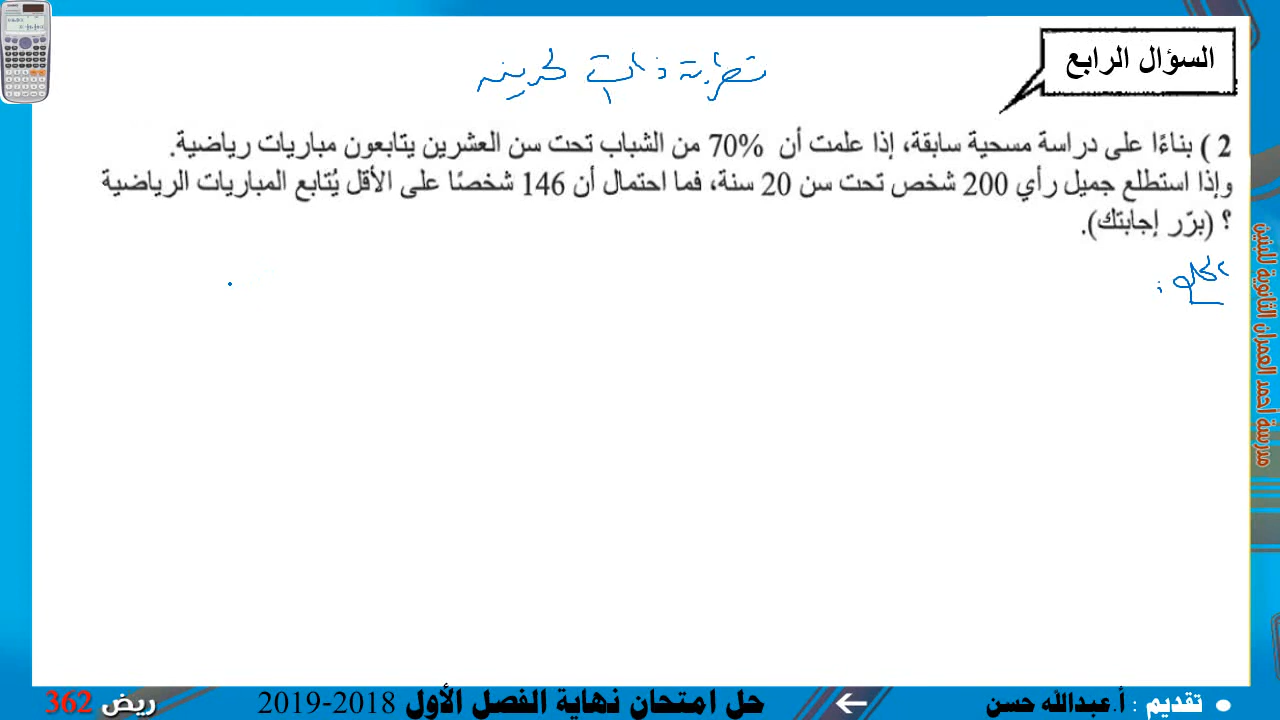 السؤال الرابع
نظرية ذات الحدين
2 ) بناءًا على دراسة مسحية سابقة، إذا علمت أن 70% من الشباب تحت سن العشرين يتابعون مباريات رياضية.
وإذا استطلع جميل رأي 200 شخص تحت سن 20 سنة، فما احتمال أن 146 شخصًا على الأقل يُتابع المباريات الرياضية
؟ (برّر إجابتك).
الحل :
مدرسة احمد العمران الثانوية للبنين
تقديم : أ.عبدالله حسن
حل امتحان نهاية الفصل الأول 2018-2019
ريض 362